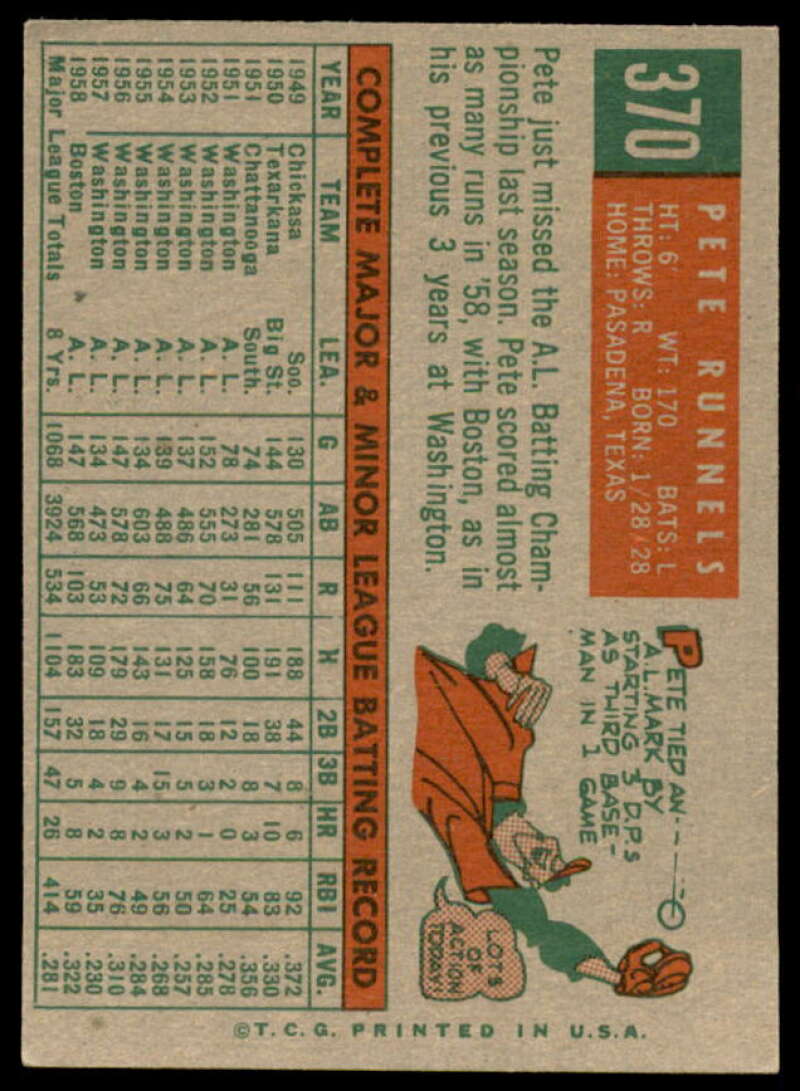 370
PETE RUNNELS
HT: 6' WT: 170 BATS: L
THROWS: R BORN: 1/28/28
HOME: PASADENA, TEXAS
Pete just missed the A.L. Batting Cham-
pionship last season. Pete scored almost
as many runs in '58, with Boston, as in
his previous 3 years at Washington.
PETE TIED AN
A.L. MARK BY
STARTING 3 D.P.s
AS THIRD BASE-
MAN IN 1 GAME.
LOTS
OF
ACTION
TODAY!
COMPLETE MAJOR & MINOR LEAGUE BATTING RECORD
YEAR TEAM LEA. G AB R H 2B 3B HR RBI AVG.
1949 Chickasa Soo. 130 505 111 188 44 8 6 92 .372
1950 Texarkana Big St. 144 578 131 191 38 7 10 83 .330
1951 Chattanooga South. 74 281 56 100 18 8 3 54 .356
1951 Washington A. L. 78 273 31 76 12 2 0 25 .278
1952 Washington A. L. 152 555 70 158 18 3 1 64 .285
1953 Washington A. L. 137 486 64 125 15 5 2 50 .257
1954 Washington A. L. 139 488 75 131 17 15 3 56 .268
1955 Washington A. L. 134 603 66 143 16 4 2 49 .284
1956 Washington A. L. 147 578 72 179 29 9 8 76 .310
1957 Washington A. L. 134 473 53 109 18 4 2 35 .230
1958 Boston A. L. 147 568 103 183 32 5 8 59 .322
Major League Totals 8 Yrs. 1068 3924 534 1104 157 47 26 414 .281
©T.C.G. PRINTED IN U.S.A.